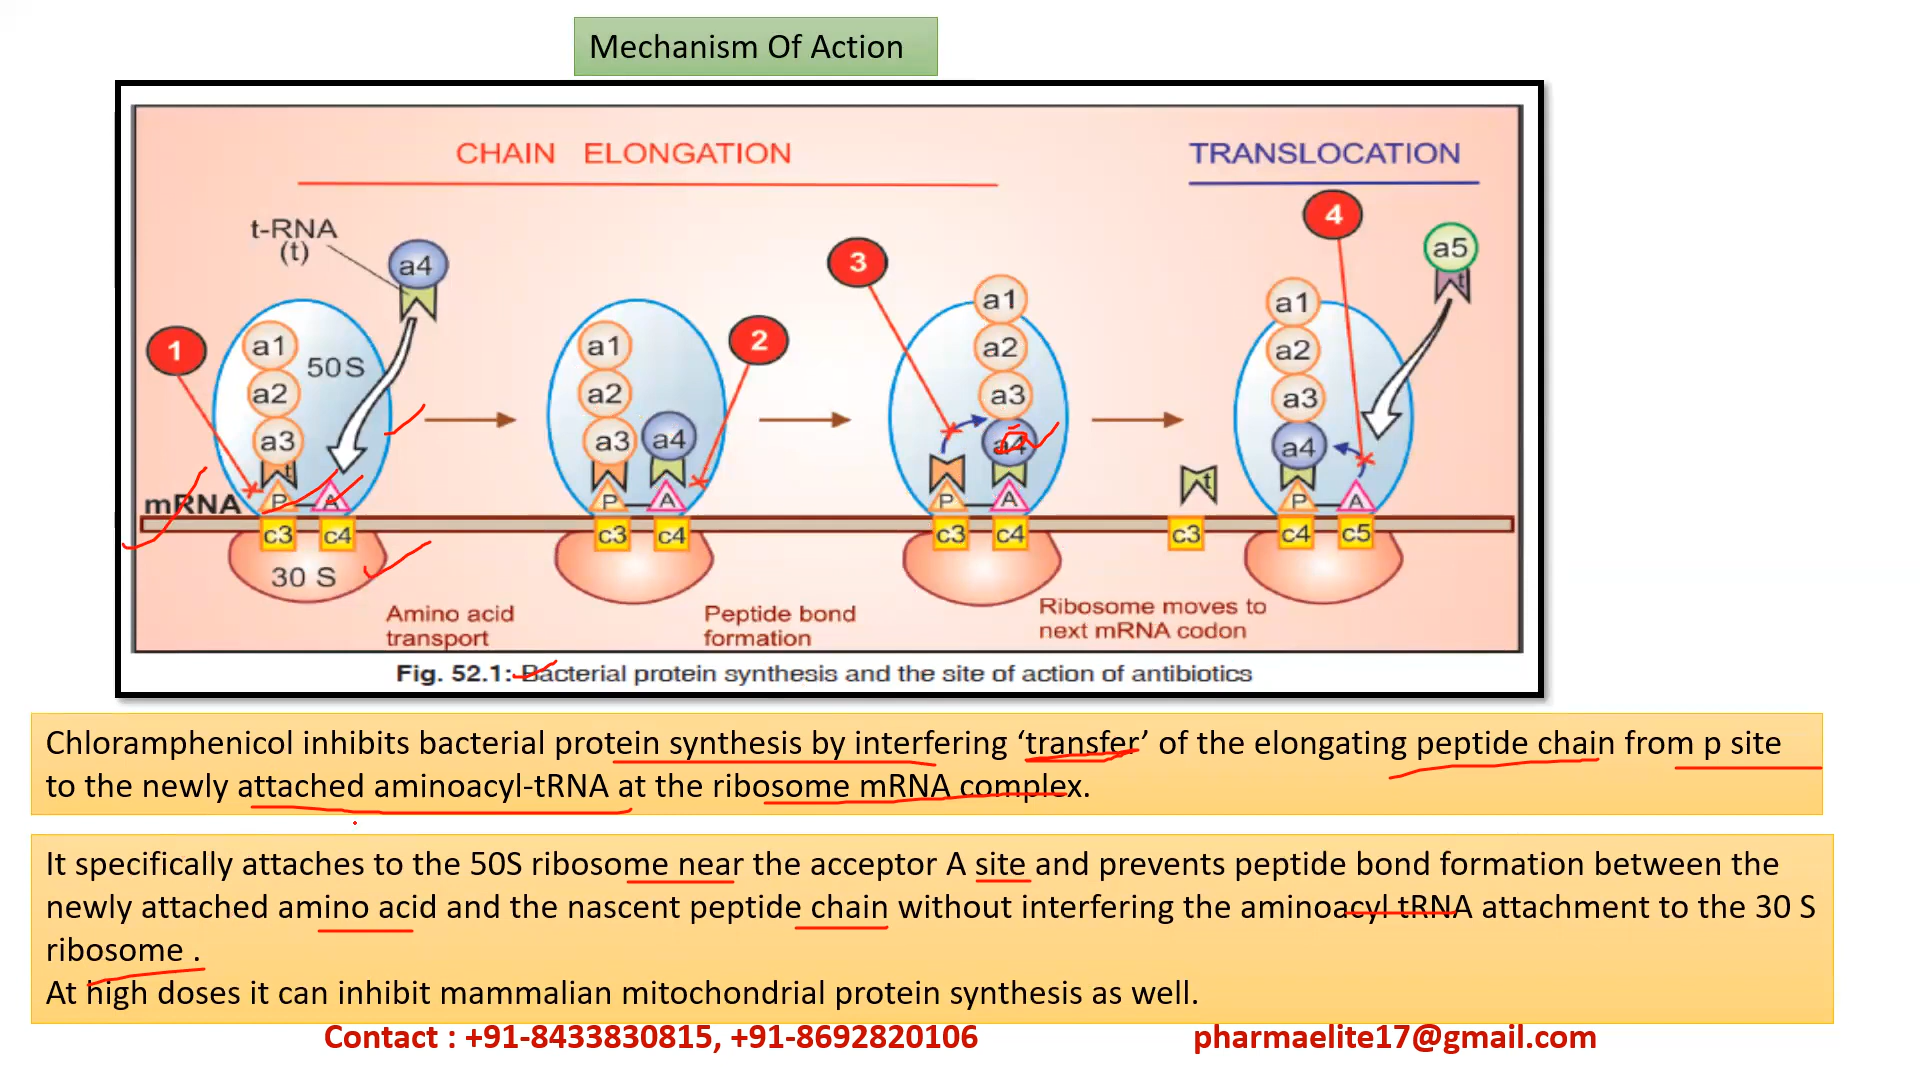 Mechanism Of Action
CHAIN ELONGATION
TRANSLOCATION
t-RNA
(t)
a4
1
a1
50S
a2
a3
t
P
A
mRNA
c3
c4
30 S
a1
a2
a3
a4
2
P
A
c3
c4
3
a1
a2
a3
a4
P
A
c3
c4
4
a5
t
a1
a2
a3
a4
t
P
A
c3
c4
c5
Amino acid
transport
Peptide bond
formation
Ribosome moves to
next mRNA codon
Fig. 52.1: Bacterial protein synthesis and the site of action of antibiotics
Chloramphenicol inhibits bacterial protein synthesis by interfering ‘transfer’ of the elongating peptide chain from p site
to the newly attached aminoacyl-tRNA at the ribosome mRNA complex.
It specifically attaches to the 50S ribosome near the acceptor A site and prevents peptide bond formation between the
newly attached amino acid and the nascent peptide chain without interfering the aminoacyl tRNA attachment to the 30 S
ribosome .
At high doses it can inhibit mammalian mitochondrial protein synthesis as well.
Contact : +91-8433830815, +91-8692820106
pharmaelite17@gmail.com